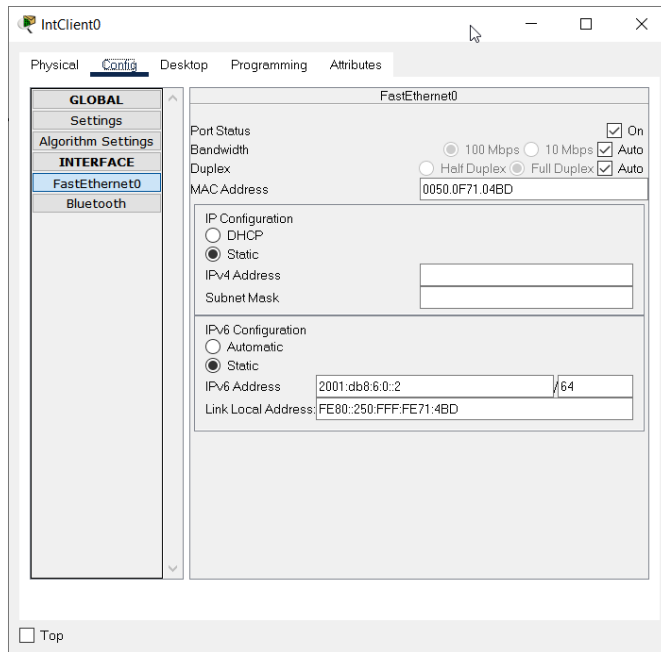 IntClient0
Physical Config Desktop Programming Attributes
GLOBAL
Settings
Algorithm Settings
INTERFACE
FastEthernet0
Bluetooth
FastEthernet0
Port Status On
Bandwidth 100 Mbps 10 Mbps Auto
Duplex Half Duplex Full Duplex Auto
MAC Address 0050.0F71.04BD
IP Configuration
DHCP
Static
IPv4 Address
Subnet Mask
IPv6 Configuration
Automatic
Static
IPv6 Address 2001:db8:6:0::2 / 64
Link Local Address: FE80::250:FFF:FE71:4BD
Top